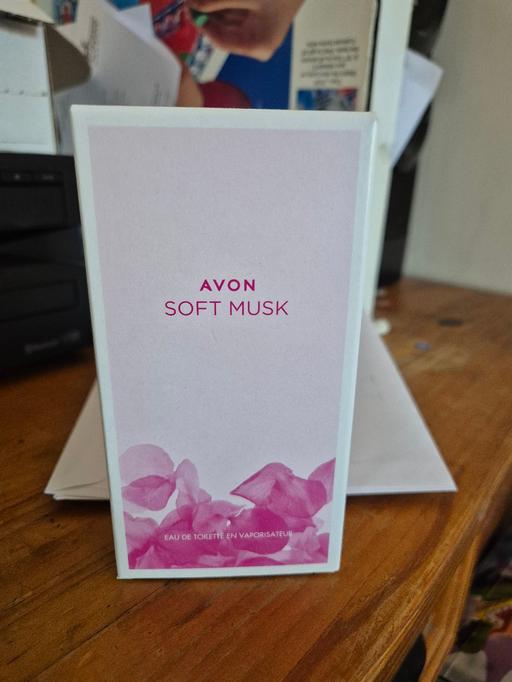 AVON
SOFT MUSK
EAU DE TOILETTE EN VAPORISATEUR